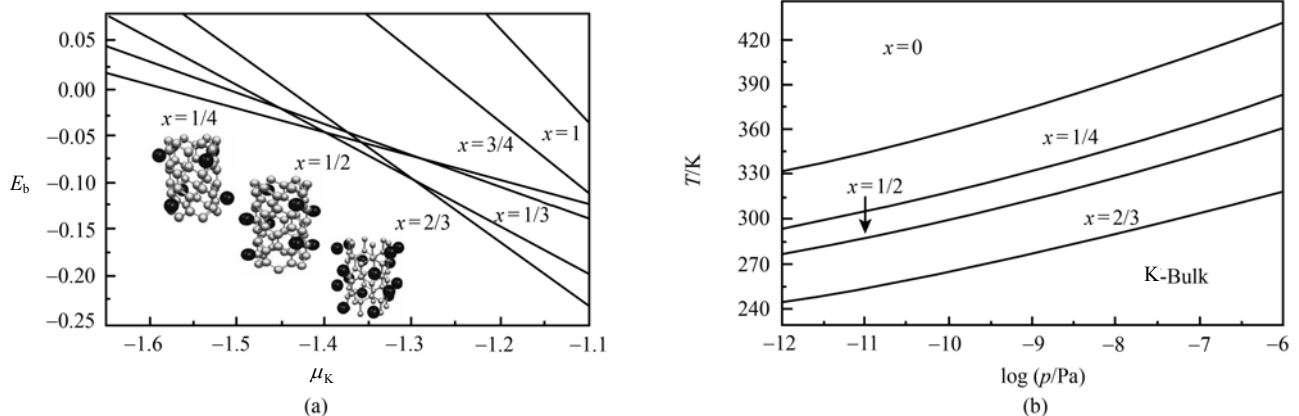 0.05
0.00
−0.05
−0.10
−0.15
−0.20
−0.25
E_b
x=1/4
x=1/2
x=3/4
x=1
x=1/3
x=2/3
−1.6 −1.5 −1.4 −1.3 −1.2 −1.1
μ_K
(a)
420
390
360
330
300
270
240
T/K
x=0
x=1/4
x=1/2
x=2/3
K-Bulk
−12 −11 −10 −9 −8 −7 −6
log (p/Pa)
(b)